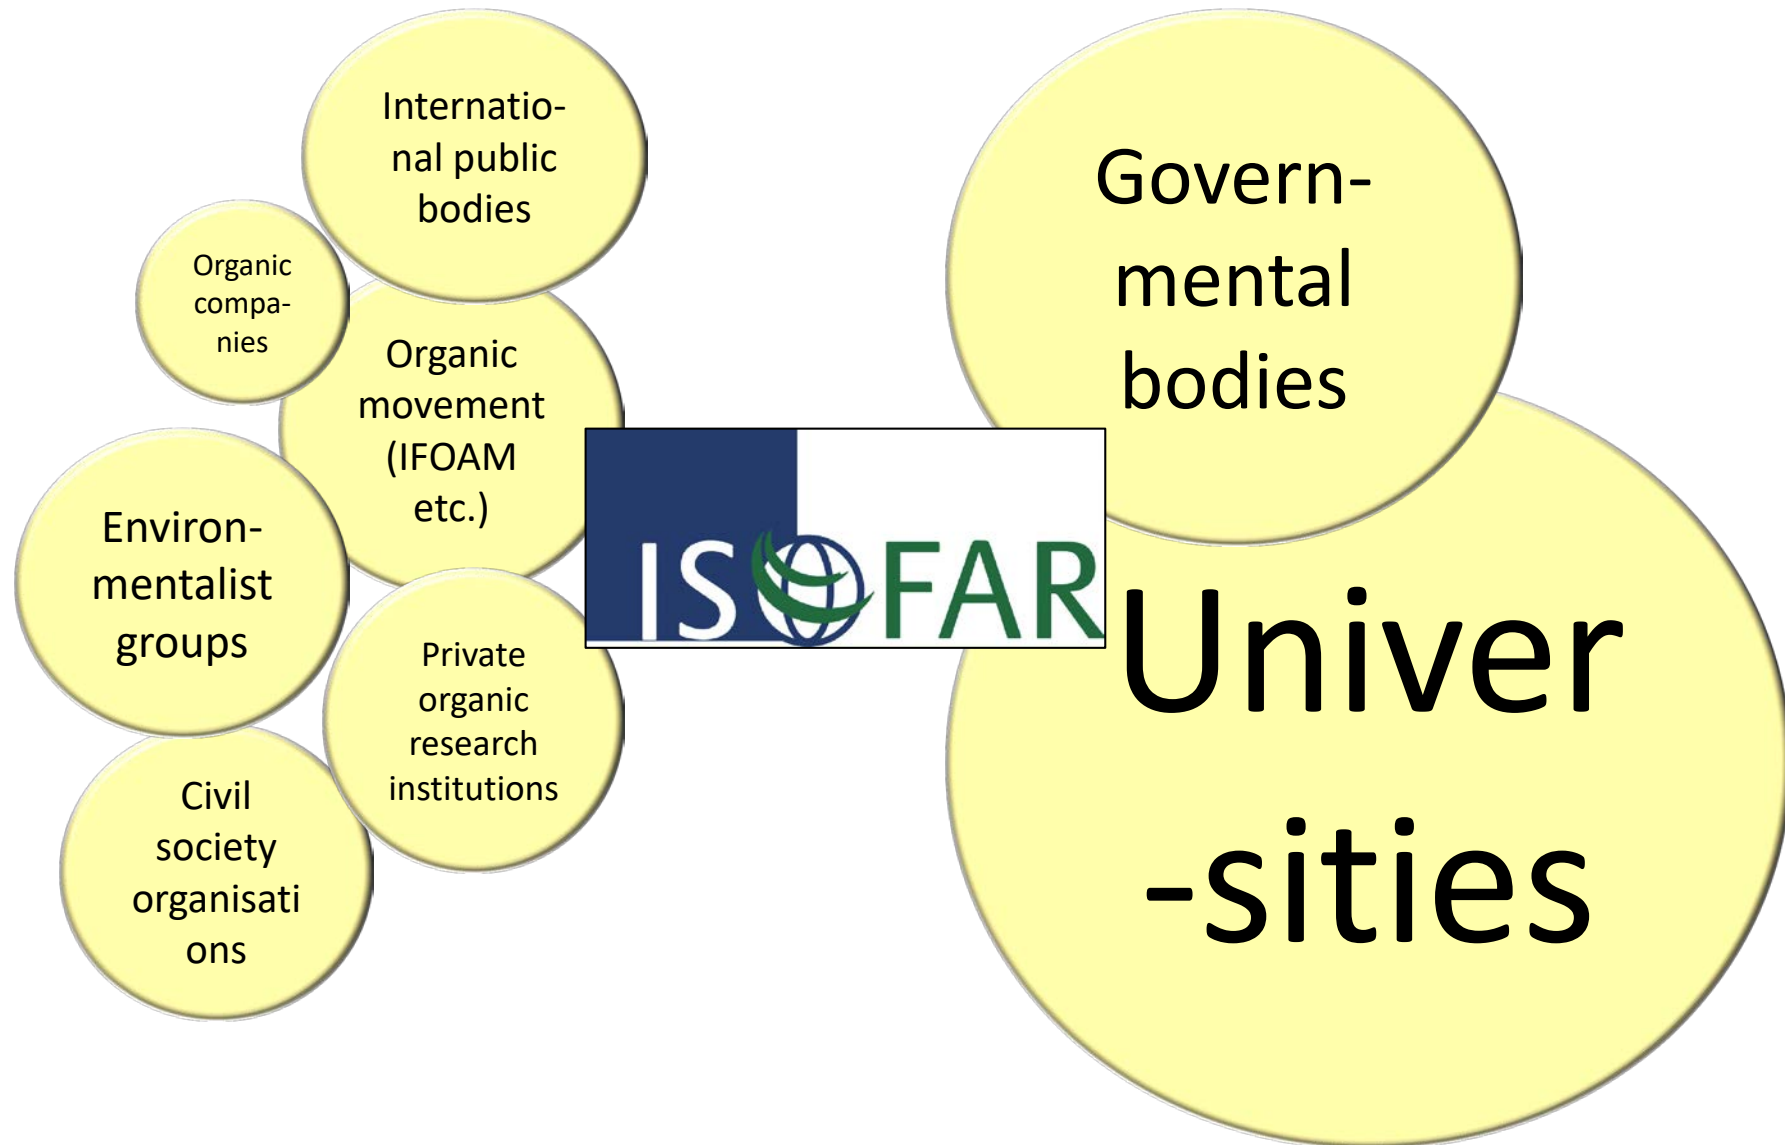 Internatio-
nal public
bodies
Organic
compa-
nies
Organic
movement
(IFOAM
etc.)
Environ-
mentalist
groups
Private
organic
research
institutions
Civil
society
organisati
ons
ISOFAR
Govern-
mental
bodies
Univer
-sities